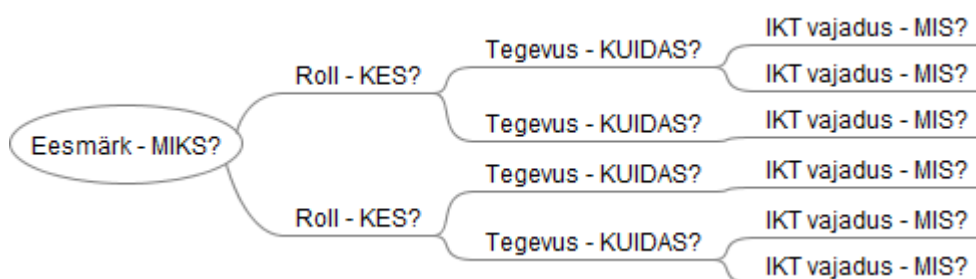 IKT vajadus - MIS?
Tegevus - KUIDAS?
IKT vajadus - MIS?
Roll - KES?
Tegevus - KUIDAS?
IKT vajadus - MIS?
Eesmärk - MIKS?
Tegevus - KUIDAS?
IKT vajadus - MIS?
Roll - KES?
IKT vajadus - MIS?
Tegevus - KUIDAS?
IKT vajadus - MIS?